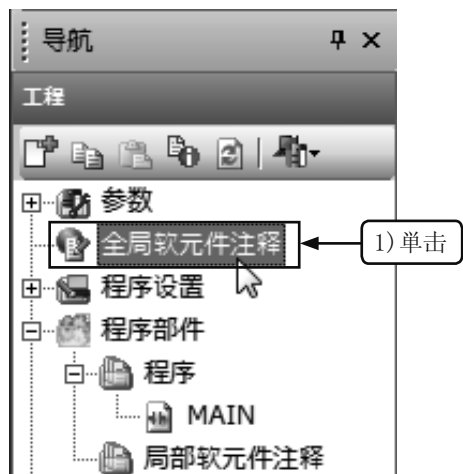 导航
工程
参数
全局软元件注释
1)单击
程序设置
程序部件
程序
MAIN
局部软元件注释